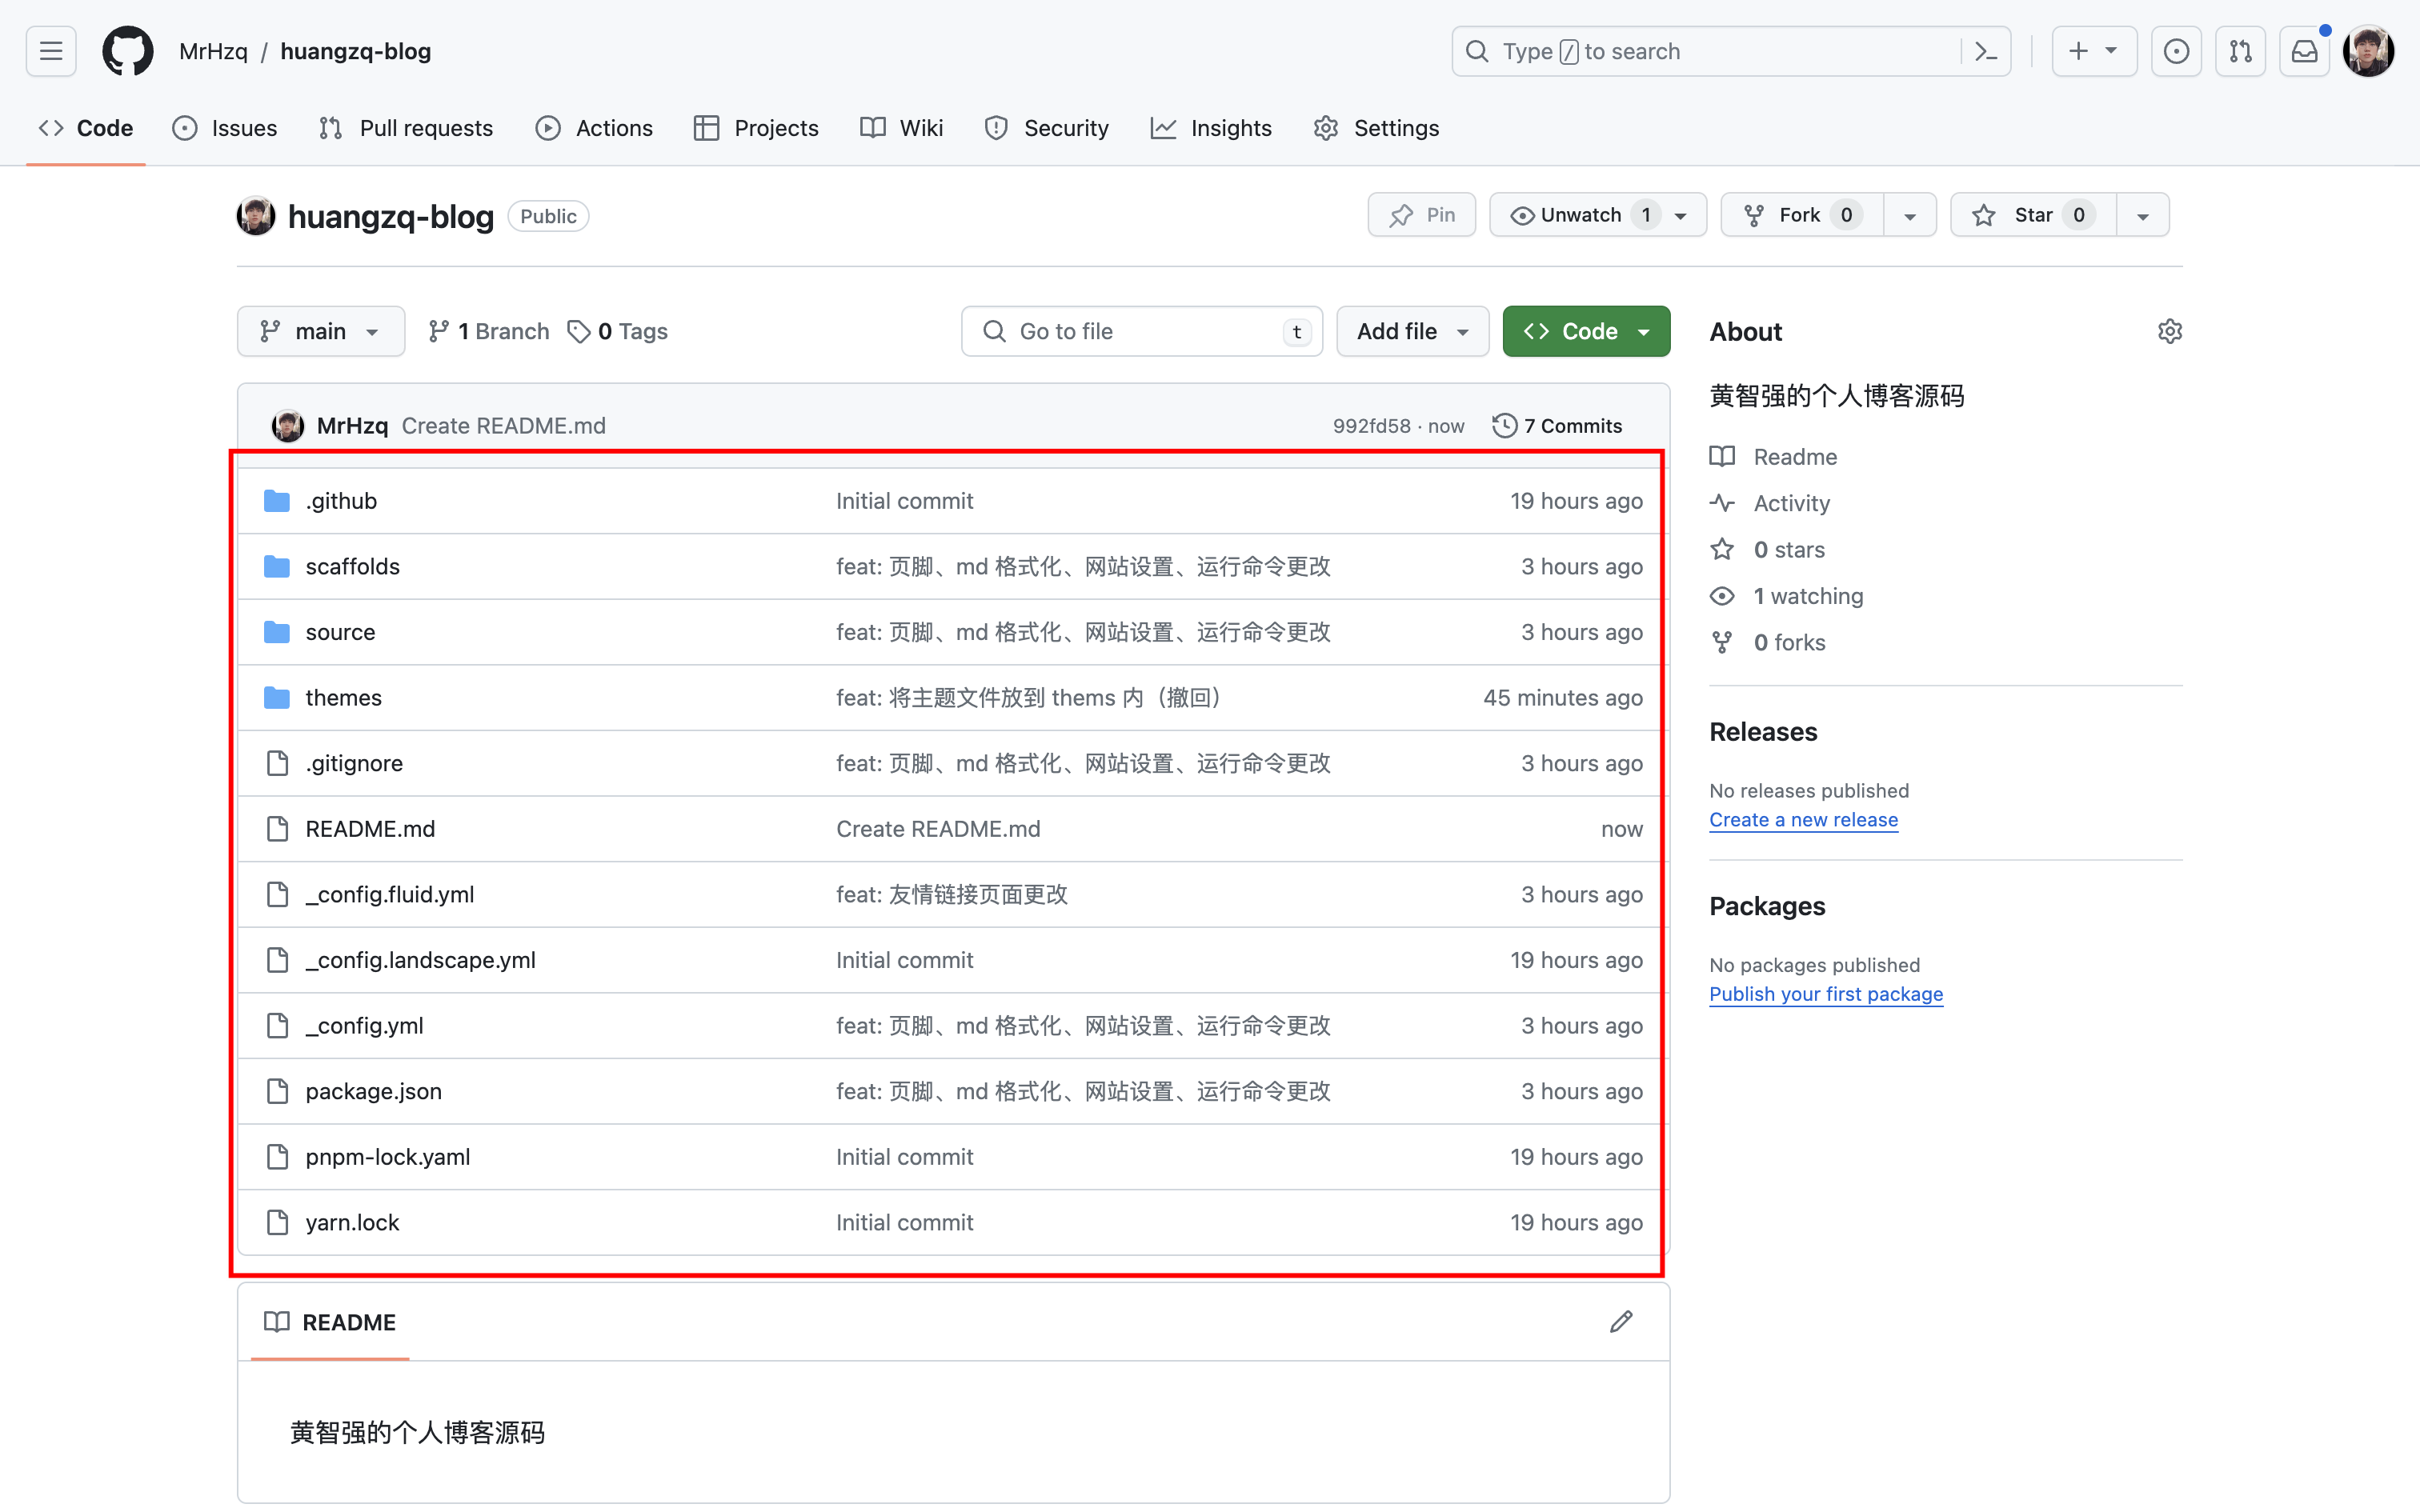 MrHzq / huangzq-blog
Type / to search
Code Issues Pull requests Actions Projects Wiki Security Insights Settings
huangzq-blog Public
Pin Unwatch 1 Fork 0 Star 0
main 1 Branch 0 Tags Go to file t Add file Code
MrHzq Create README.md 992fd58 · now 7 Commits
.github Initial commit 19 hours ago
scaffolds feat: 页脚、md 格式化、网站设置、运行命令更改 3 hours ago
source feat: 页脚、md 格式化、网站设置、运行命令更改 3 hours ago
themes feat: 将主题文件放到 thems 内（撤回） 45 minutes ago
.gitignore feat: 页脚、md 格式化、网站设置、运行命令更改 3 hours ago
README.md Create README.md now
_config.fluid.yml feat: 友情链接页面更改 3 hours ago
_config.landscape.yml Initial commit 19 hours ago
_config.yml feat: 页脚、md 格式化、网站设置、运行命令更改 3 hours ago
package.json feat: 页脚、md 格式化、网站设置、运行命令更改 3 hours ago
pnpm-lock.yaml Initial commit 19 hours ago
yarn.lock Initial commit 19 hours ago
README
黄智强的个人博客源码
About
黄智强的个人博客源码
Readme
Activity
0 stars
1 watching
0 forks
Releases
No releases published
Create a new release
Packages
No packages published
Publish your first package